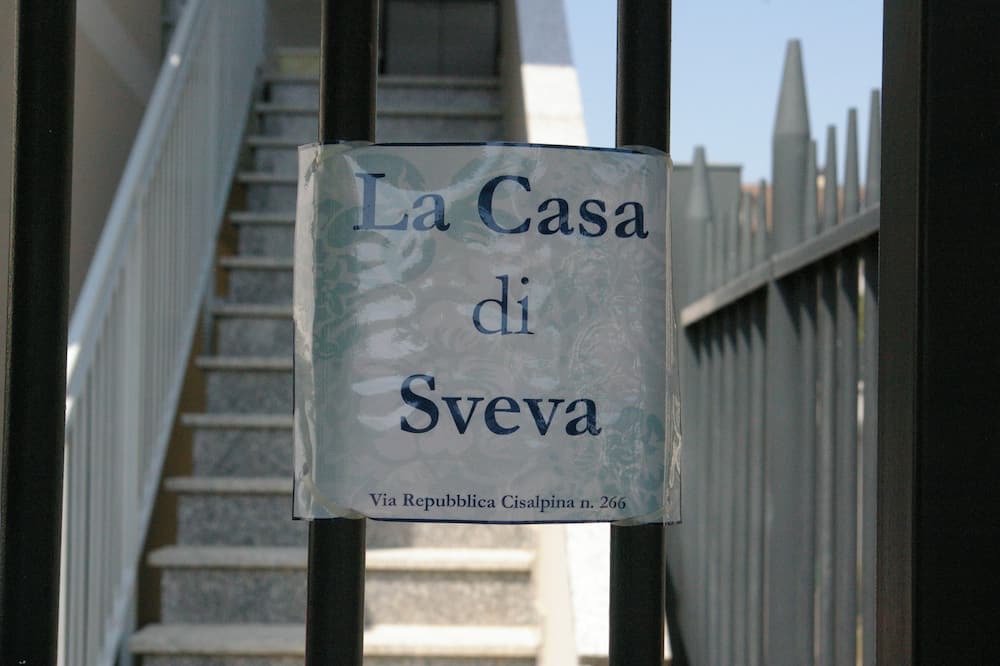 La Casa
di
Sveva
Via Repubblica Cisalpina n. 266